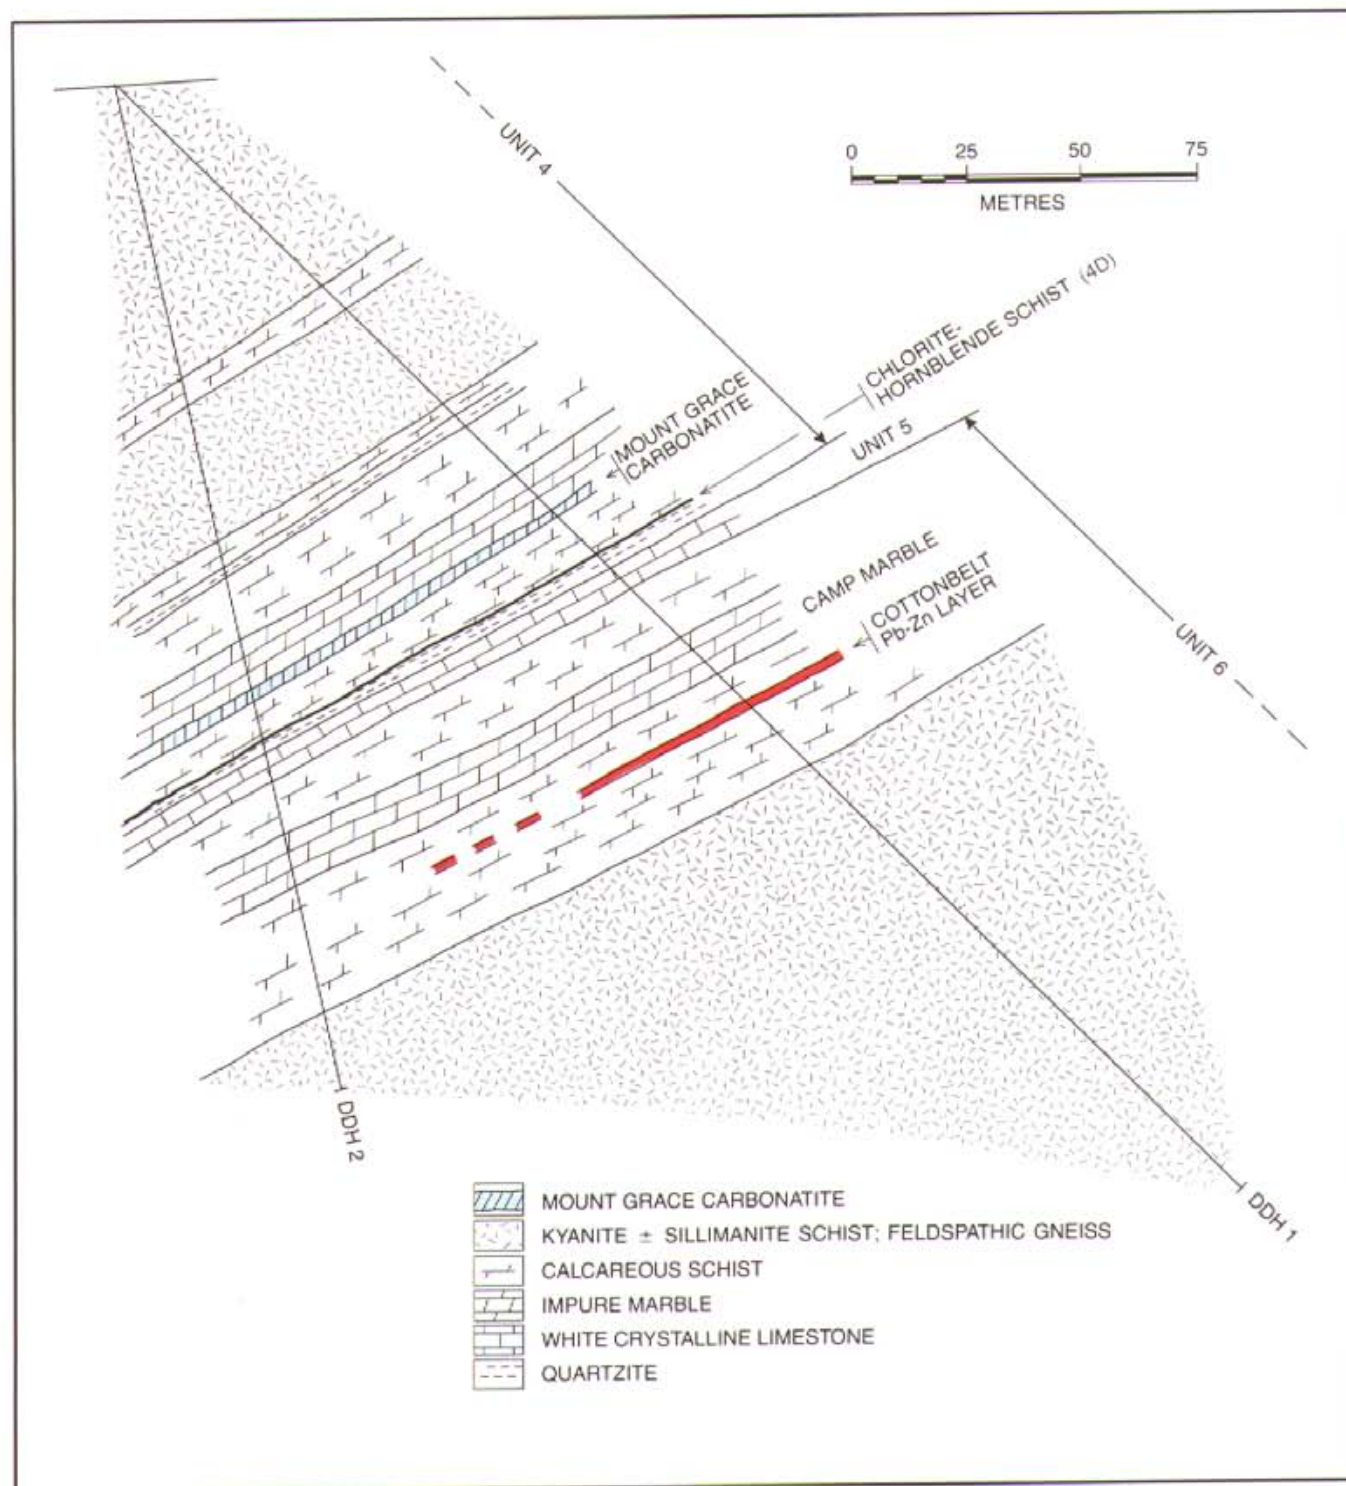 UNIT 4
0 25 50 75
METRES
CHLORITE-
HORNBLENDE SCHIST (4D)
MOUNT GRACE
CARBONATITE
UNIT 5
CAMP MARBLE
COTTONBELT
Pb-Zn LAYER
UNIT 6
DDH 2
DDH 1
MOUNT GRACE CARBONATITE
KYANITE ± SILLIMANITE SCHIST; FELDSPATHIC GNEISS
CALCAREOUS SCHIST
IMPURE MARBLE
WHITE CRYSTALLINE LIMESTONE
QUARTZITE